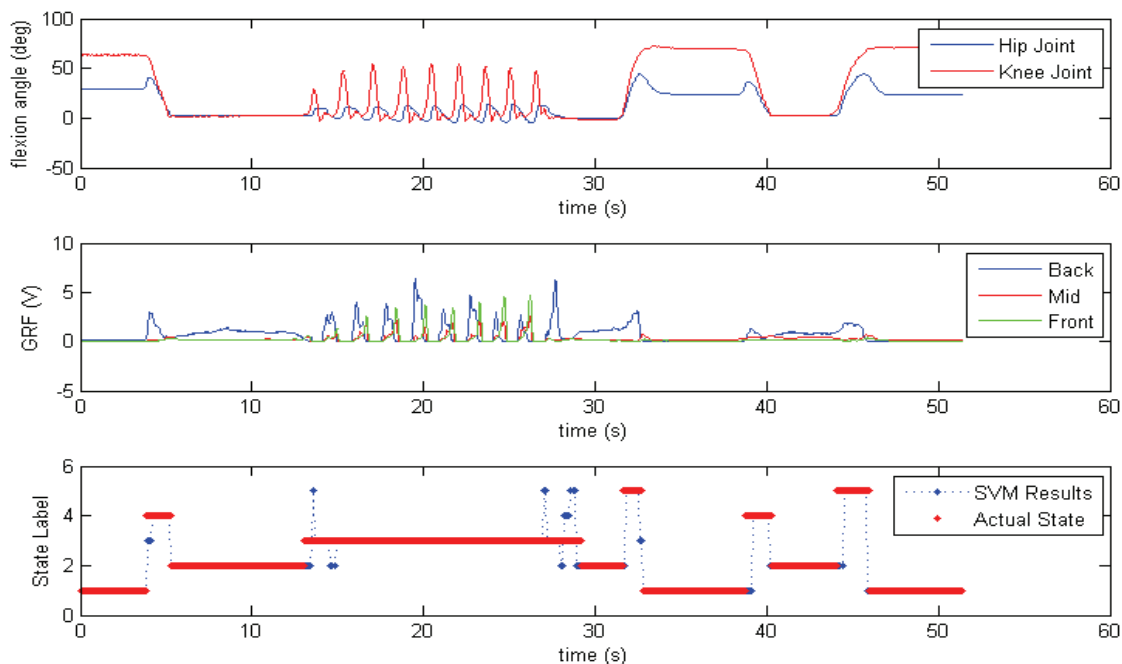 100
50
0
-50
flexion angle (deg)
Hip Joint
Knee Joint
0 10 20 30 40 50 60
time (s)
10
5
0
-5
GRF (V)
Back
Mid
Front
0 10 20 30 40 50 60
time (s)
6
4
2
0
State Label
SVM Results
Actual State
0 10 20 30 40 50 60
time (s)